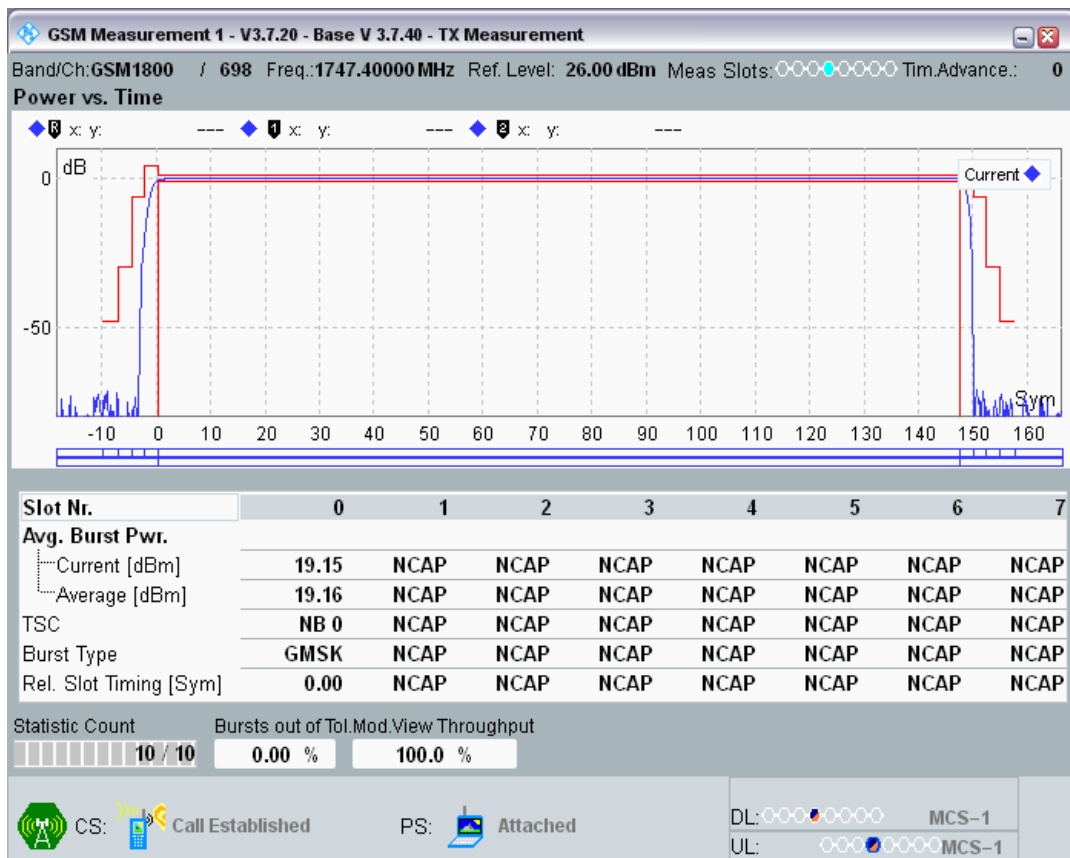 GSM Measurement 1 - V3.7.20 - Base V 3.7.40 - TX Measurement
Band/Ch:GSM1800 / 698 Freq.:1747.40000 MHz Ref. Level: 26.00 dBm Meas Slots: Tim.Advance.: 0
Power vs. Time
R x: y: --- 1 x: y: --- 2 x: y: ---
dB
0
Current
-50
Sym
-10 0 10 20 30 40 50 60 70 80 90 100 110 120 130 140 150 160
Slot Nr. 0 1 2 3 4 5 6 7
Avg. Burst Pwr.
Current [dBm] 19.15 NCAP NCAP NCAP NCAP NCAP NCAP NCAP
Average [dBm] 19.16 NCAP NCAP NCAP NCAP NCAP NCAP NCAP
TSC NB 0 NCAP NCAP NCAP NCAP NCAP NCAP NCAP
Burst Type GMSK NCAP NCAP NCAP NCAP NCAP NCAP NCAP
Rel. Slot Timing [Sym] 0.00 NCAP NCAP NCAP NCAP NCAP NCAP NCAP
Statistic Count Bursts out of Tol.Mod.View Throughput
10 / 10 0.00 % 100.0 %
CS: Call Established PS: Attached
DL: MCS-1
UL: MCS-1